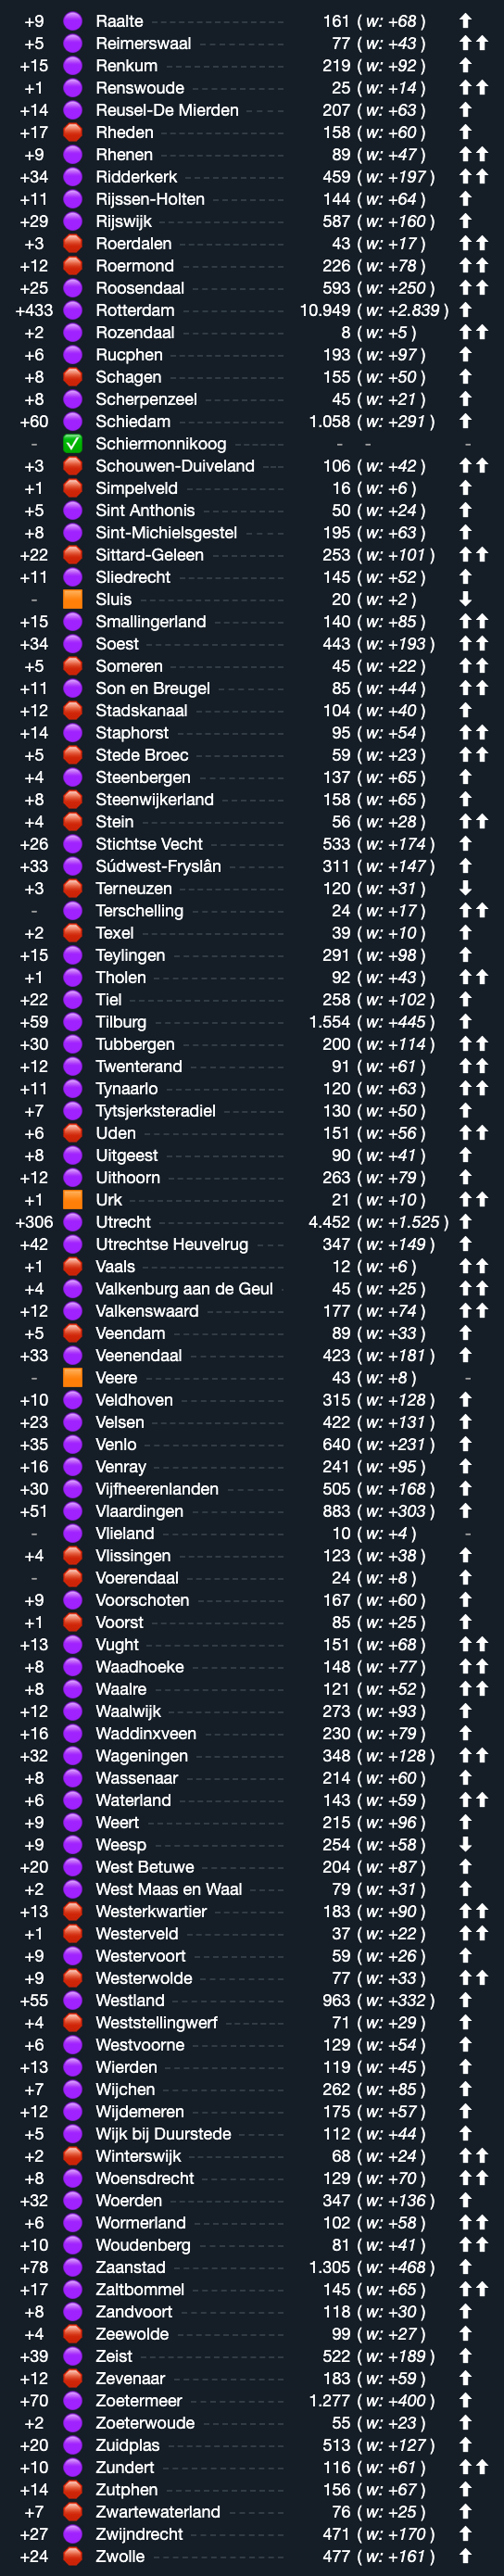 +9 Raalte 161 ( w: +68 )
+5 Reimerswaal 77 ( w: +43 )
+15 Renkum 219 ( w: +92 )
+1 Renswoude 25 ( w: +14 )
+14 Reusel-De Mierden 207 ( w: +63 )
+17 Rheden 158 ( w: +60 )
+9 Rhenen 89 ( w: +47 )
+34 Ridderkerk 459 ( w: +197 )
+11 Rijssen-Holten 144 ( w: +64 )
+29 Rijswijk 587 ( w: +160 )
+3 Roerdalen 43 ( w: +17 )
+12 Roermond 226 ( w: +78 )
+25 Roosendaal 593 ( w: +250 )
+433 Rotterdam 10.949 ( w: +2.839 )
+2 Rozendaal 8 ( w: +5 )
+6 Rucphen 193 ( w: +97 )
+8 Schagen 155 ( w: +50 )
+8 Scherpenzeel 45 ( w: +21 )
+60 Schiedam 1.058 ( w: +291 )
- Schiermonnikoog - - -
+3 Schouwen-Duiveland 106 ( w: +42 )
+1 Simpelveld 16 ( w: +6 )
+5 Sint Anthonis 50 ( w: +24 )
+8 Sint-Michielsgestel 195 ( w: +63 )
+22 Sittard-Geleen 253 ( w: +101 )
+11 Sliedrecht 145 ( w: +52 )
- Sluis 20 ( w: +2 )
+15 Smallingerland 140 ( w: +85 )
+34 Soest 443 ( w: +193 )
+5 Someren 45 ( w: +22 )
+11 Son en Breugel 85 ( w: +44 )
+12 Stadskanaal 104 ( w: +40 )
+14 Staphorst 95 ( w: +54 )
+5 Stede Broec 59 ( w: +23 )
+4 Steenbergen 137 ( w: +65 )
+8 Steenwijkerland 158 ( w: +65 )
+4 Stein 56 ( w: +28 )
+26 Stichtse Vecht 533 ( w: +174 )
+33 Súdwest-Fryslân 311 ( w: +147 )
+3 Terneuzen 120 ( w: +31 )
- Terschelling 24 ( w: +17 )
+2 Texel 39 ( w: +10 )
+15 Teylingen 291 ( w: +98 )
+1 Tholen 92 ( w: +43 )
+22 Tiel 258 ( w: +102 )
+59 Tilburg 1.554 ( w: +445 )
+30 Tubbergen 200 ( w: +114 )
+12 Twenterand 91 ( w: +61 )
+11 Tynaarlo 120 ( w: +63 )
+7 Tytsjerksteradiel 130 ( w: +50 )
+6 Uden 151 ( w: +56 )
+8 Uitgeest 90 ( w: +41 )
+12 Uithoorn 263 ( w: +79 )
+1 Urk 21 ( w: +10 )
+306 Utrecht 4.452 ( w: +1.525 )
+42 Utrechtse Heuvelrug 347 ( w: +149 )
+1 Vaals 12 ( w: +6 )
+4 Valkenburg aan de Geul 45 ( w: +25 )
+12 Valkenswaard 177 ( w: +74 )
+5 Veendam 89 ( w: +33 )
+33 Veenendaal 423 ( w: +181 )
- Veere 43 ( w: +8 ) -
+10 Veldhoven 315 ( w: +128 )
+23 Velsen 422 ( w: +131 )
+35 Venlo 640 ( w: +231 )
+16 Venray 241 ( w: +95 )
+30 Vijfheerenlanden 505 ( w: +168 )
+51 Vlaardingen 883 ( w: +303 )
- Vlieland 10 ( w: +4 ) -
+4 Vlissingen 123 ( w: +38 )
- Voerendaal 24 ( w: +8 )
+9 Voorschoten 167 ( w: +60 )
+1 Voorst 85 ( w: +25 )
+13 Vught 151 ( w: +68 )
+8 Waadhoeke 148 ( w: +77 )
+8 Waalre 121 ( w: +52 )
+12 Waalwijk 273 ( w: +93 )
+16 Waddinxveen 230 ( w: +79 )
+32 Wageningen 348 ( w: +128 )
+8 Wassenaar 214 ( w: +60 )
+6 Waterland 143 ( w: +59 )
+9 Weert 215 ( w: +96 )
+9 Weesp 254 ( w: +58 )
+20 West Betuwe 204 ( w: +87 )
+2 West Maas en Waal 79 ( w: +31 )
+13 Westerkwartier 183 ( w: +90 )
+1 Westerveld 37 ( w: +22 )
+9 Westervoort 59 ( w: +26 )
+9 Westerwolde 77 ( w: +33 )
+55 Westland 963 ( w: +332 )
+4 Weststellingwerf 71 ( w: +29 )
+6 Westvoorne 129 ( w: +54 )
+13 Wierden 119 ( w: +45 )
+7 Wijchen 262 ( w: +85 )
+12 Wijdemeren 175 ( w: +57 )
+5 Wijk bij Duurstede 112 ( w: +44 )
+2 Winterswijk 68 ( w: +24 )
+8 Woensdrecht 129 ( w: +70 )
+32 Woerden 347 ( w: +136 )
+6 Wormerland 102 ( w: +58 )
+10 Woudenberg 81 ( w: +41 )
+78 Zaanstad 1.305 ( w: +468 )
+17 Zaltbommel 145 ( w: +65 )
+8 Zandvoort 118 ( w: +30 )
+4 Zeewolde 99 ( w: +27 )
+39 Zeist 522 ( w: +189 )
+12 Zevenaar 183 ( w: +59 )
+70 Zoetermeer 1.277 ( w: +400 )
+2 Zoeterwoude 55 ( w: +23 )
+20 Zuidplas 513 ( w: +127 )
+10 Zundert 116 ( w: +61 )
+14 Zutphen 156 ( w: +67 )
+7 Zwartewaterland 76 ( w: +25 )
+27 Zwijndrecht 471 ( w: +170 )
+24 Zwolle 477 ( w: +161 )